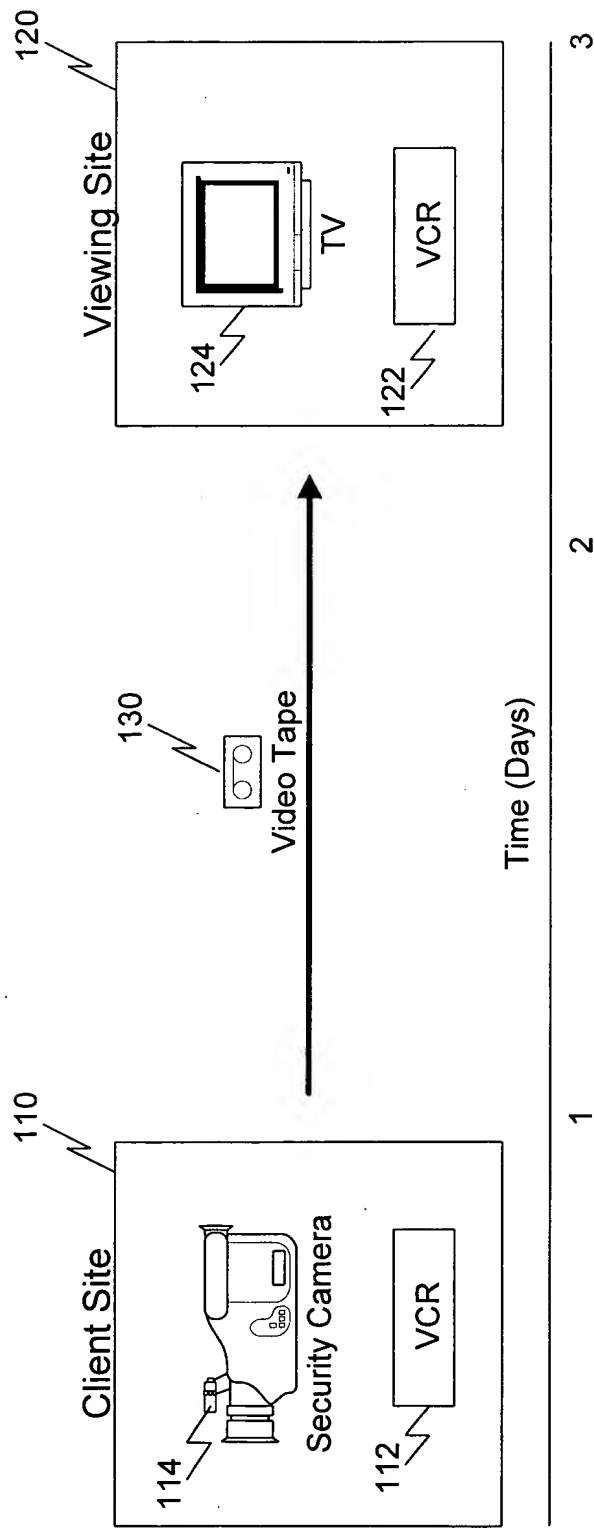 110
Client Site
114
Security Camera
112
VCR
130
Video Tape
120
Viewing Site
124
TV
122
VCR
Time (Days)
1
2
3